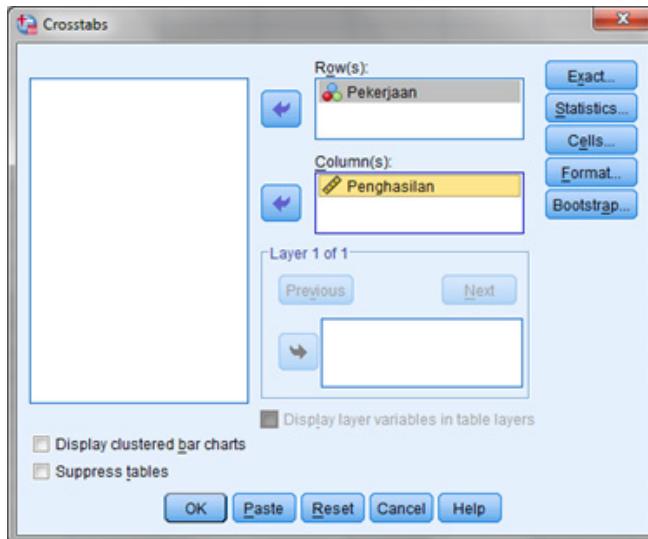 Crosstabs
Row(s):
Pekerjaan
Exact...
Statistics...
Cells...
Format...
Bootstrap...
Column(s):
Penghasilan
Layer 1 of 1
Previous
Next
Display layer variables in table layers
Display clustered bar charts
Suppress tables
OK
Paste
Reset
Cancel
Help